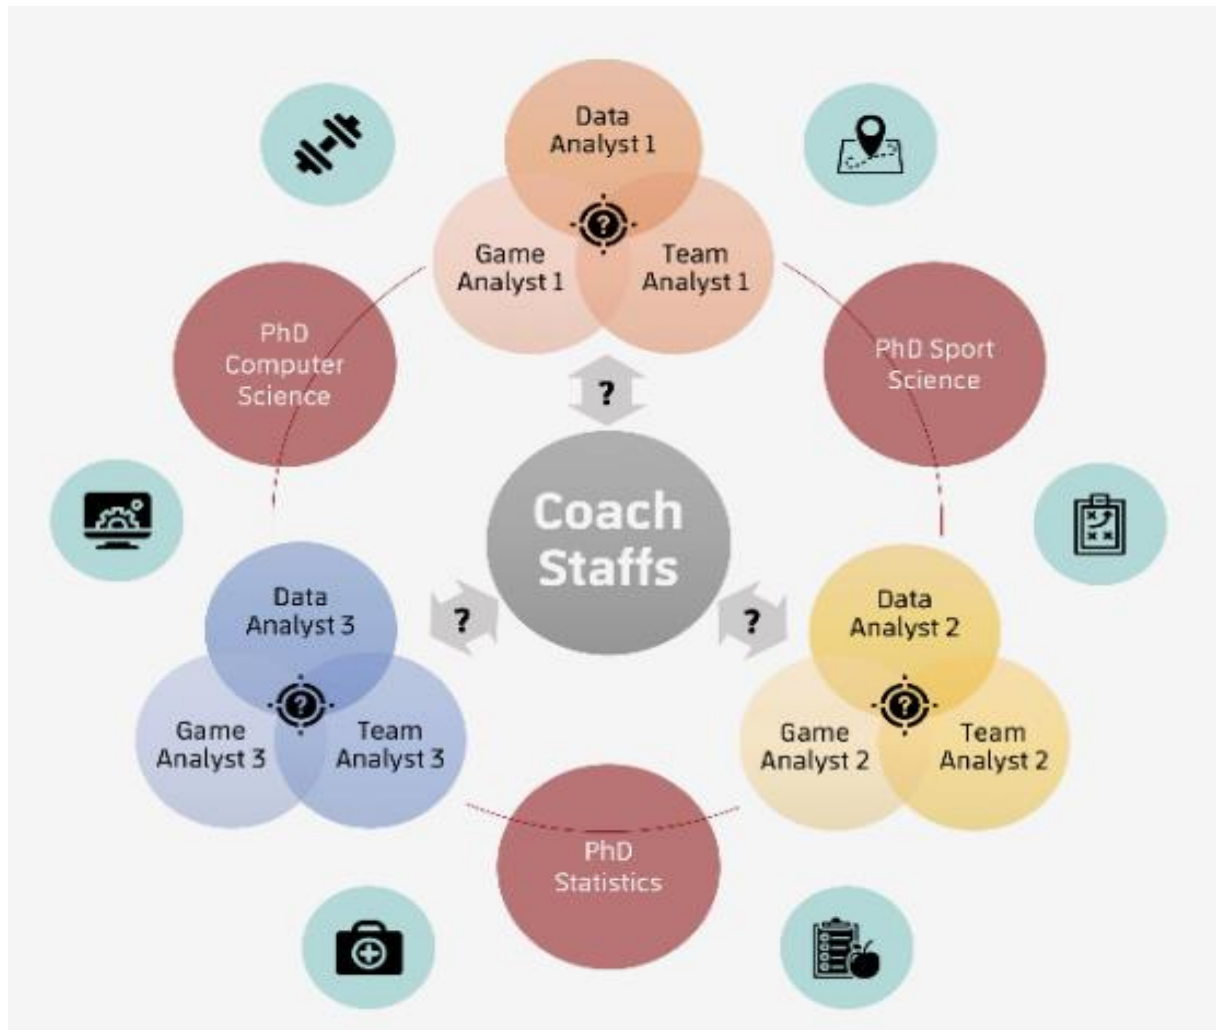 Data
Analyst 1
?
Game
Analyst 1
Team
Analyst 1
PhD
Computer
Science
PhD Sport
Science
?
Coach
Staffs
?
?
Data
Analyst 3
?
Game
Analyst 3
Team
Analyst 3
Data
Analyst 2
?
Game
Analyst 2
Team
Analyst 2
PhD
Statistics